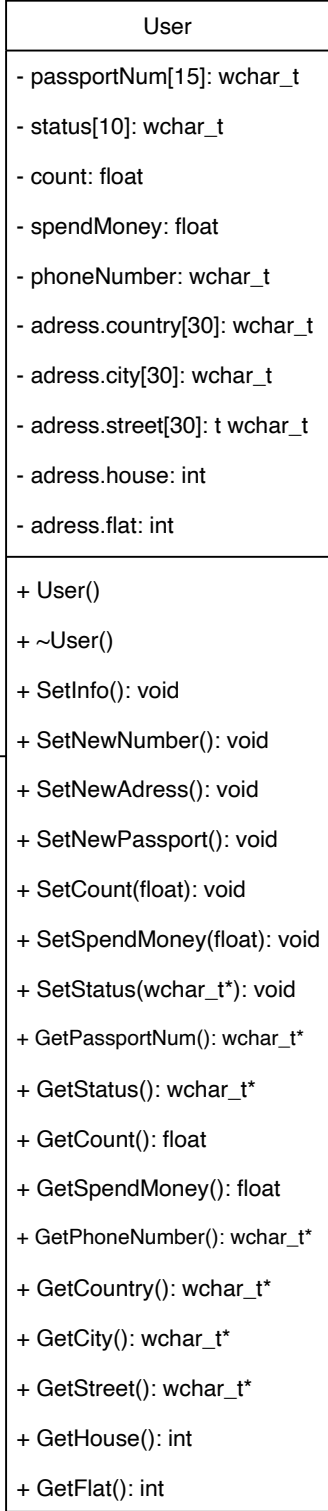 User
- passportNum[15]: wchar_t
- status[10]: wchar_t
- count: float
- spendMoney: float
- phoneNumber: wchar_t
- adress.country[30]: wchar_t
- adress.city[30]: wchar_t
- adress.street[30]: t wchar_t
- adress.house: int
- adress.flat: int
+ User()
+ ~User()
+ SetInfo(): void
+ SetNewNumber(): void
+ SetNewAdress(): void
+ SetNewPassport(): void
+ SetCount(float): void
+ SetSpendMoney(float): void
+ SetStatus(wchar_t*): void
+ GetPassportNum(): wchar_t*
+ GetStatus(): wchar_t*
+ GetCount(): float
+ GetSpendMoney(): float
+ GetPhoneNumber(): wchar_t*
+ GetCountry(): wchar_t*
+ GetCity(): wchar_t*
+ GetStreet(): wchar_t*
+ GetHouse(): int
+ GetFlat(): int